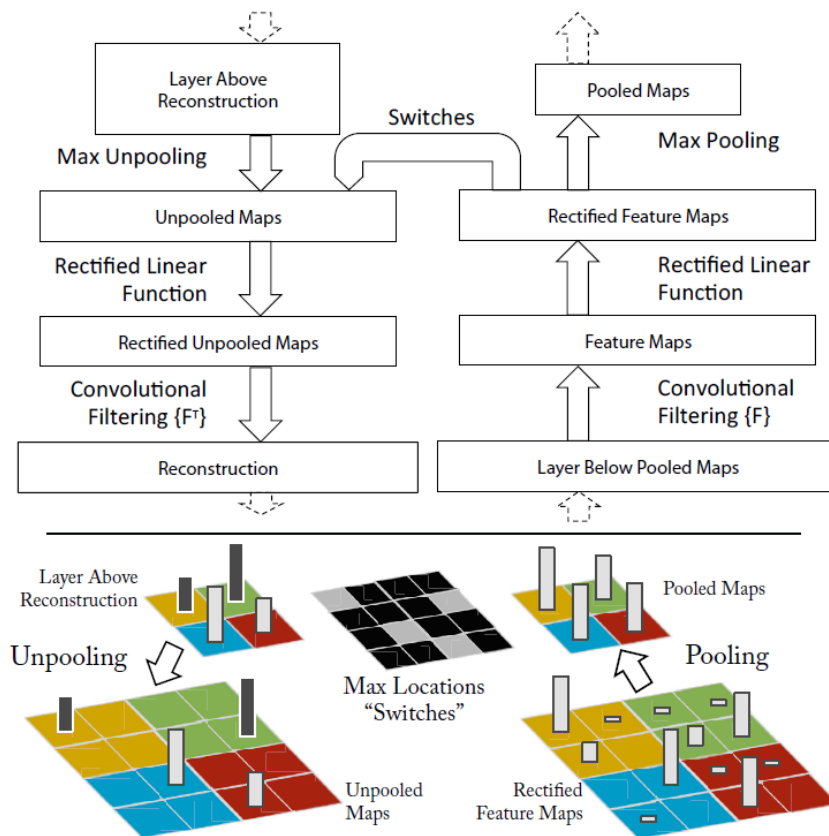 Layer Above
Reconstruction
Pooled Maps
Switches
Max Unpooling
Max Pooling
Unpooled Maps
Rectified Feature Maps
Rectified Linear
Function
Rectified Linear
Function
Rectified Unpooled Maps
Feature Maps
Convolutional
Filtering {Fᵀ}
Convolutional
Filtering {F}
Reconstruction
Layer Below Pooled Maps
Layer Above
Reconstruction
Pooled Maps
Unpooling
Pooling
Max Locations
“Switches”
Unpooled
Maps
Rectified
Feature Maps